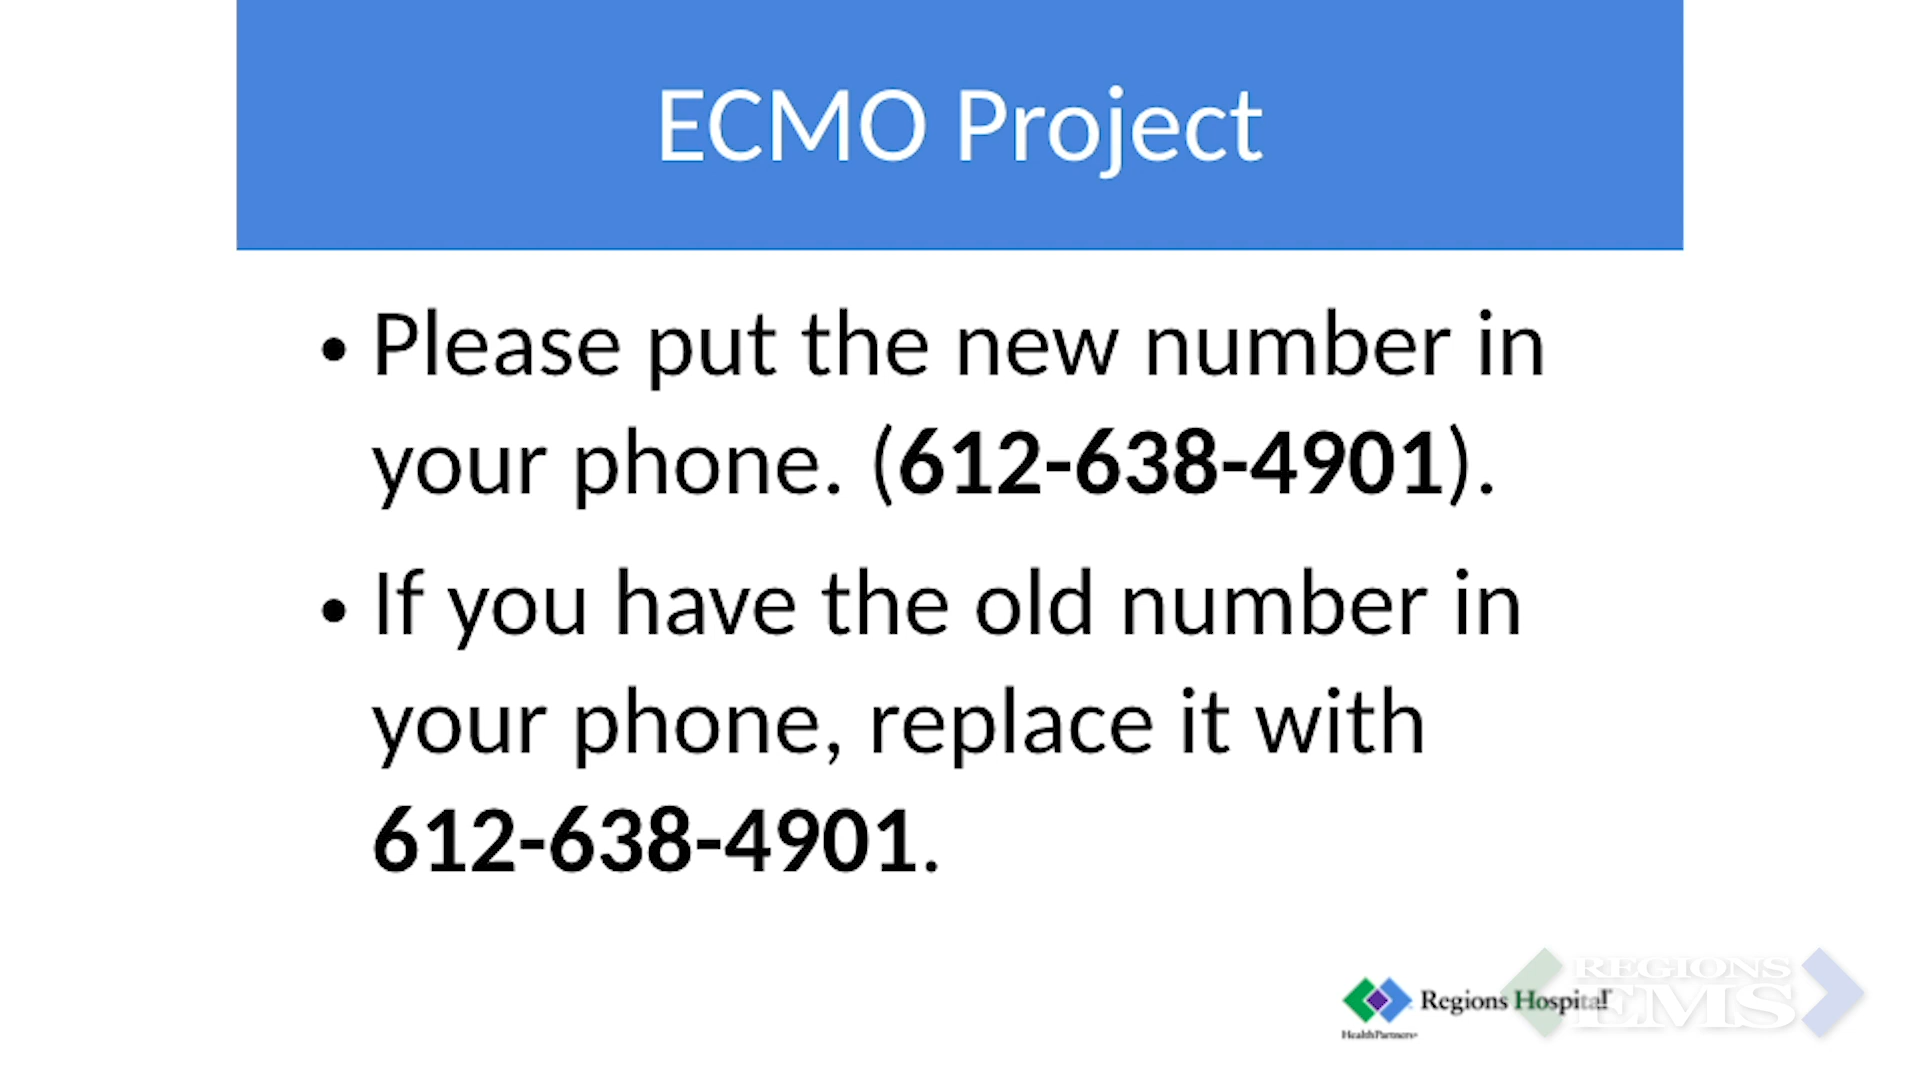 ECMO Project
• Please put the new number in
your phone. (612-638-4901).
• If you have the old number in
your phone, replace it with
612-638-4901.
Regions Hospital
HealthPartners
REGIONS
EMS